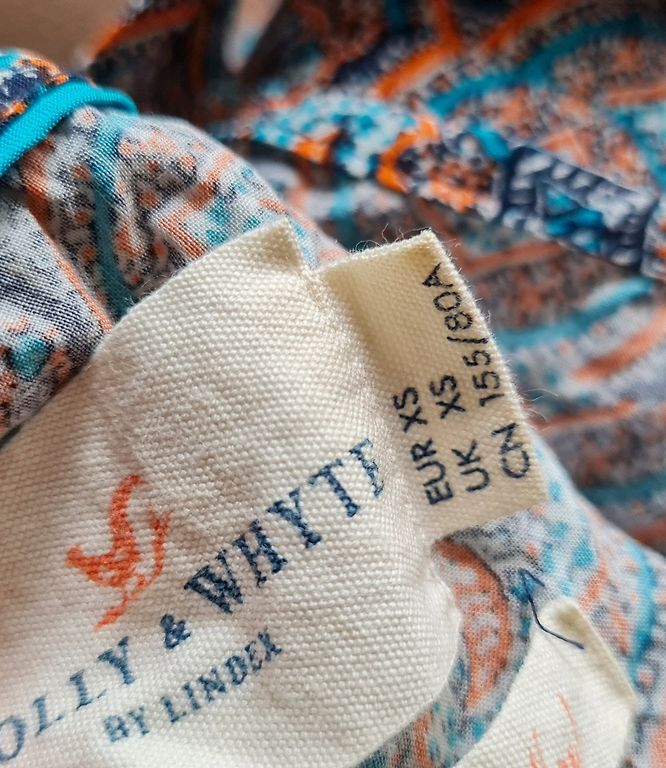 OLLY & WHYTE
BY LINDEX
EUR XS
UK XS
CN 155/80A